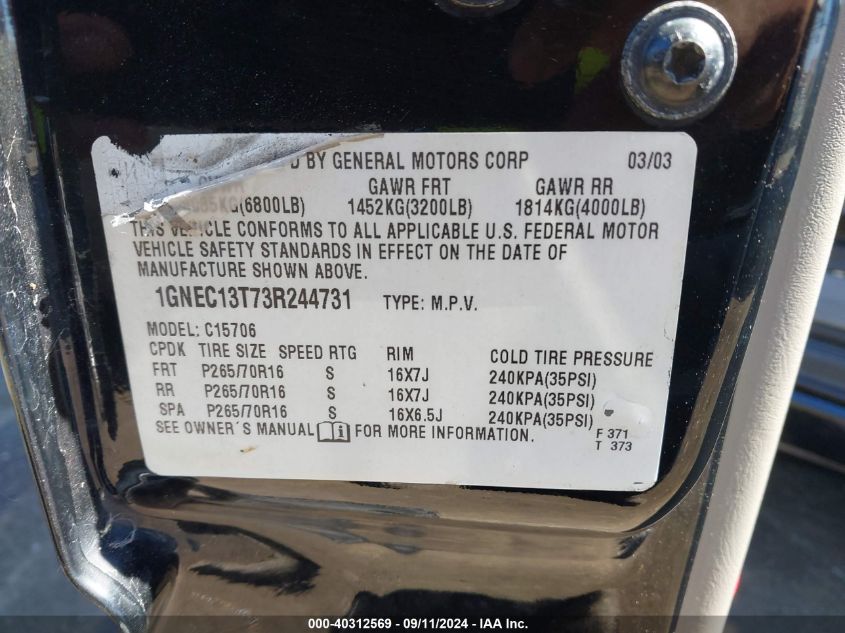 D BY GENERAL MOTORS CORP 03/03
GAWR FRT GAWR RR
KG(6800LB) 1452KG(3200LB) 1814KG(4000LB)
THIS VEHICLE CONFORMS TO ALL APPLICABLE U.S. FEDERAL MOTOR
VEHICLE SAFETY STANDARDS IN EFFECT ON THE DATE OF
MANUFACTURE SHOWN ABOVE.
1GNEC13T73R244731 TYPE: M.P.V.
MODEL: C15706
CPDK TIRE SIZE SPEED RTG RIM COLD TIRE PRESSURE
FRT P265/70R16 S 16X7J 240KPA(35PSI)
RR P265/70R16 S 16X7J 240KPA(35PSI)
SPA P265/70R16 S 16X6.5J 240KPA(35PSI)
SEE OWNER´S MANUAL FOR MORE INFORMATION.
F 371
T 373
000-40312569 - 09/11/2024 - IAA Inc.